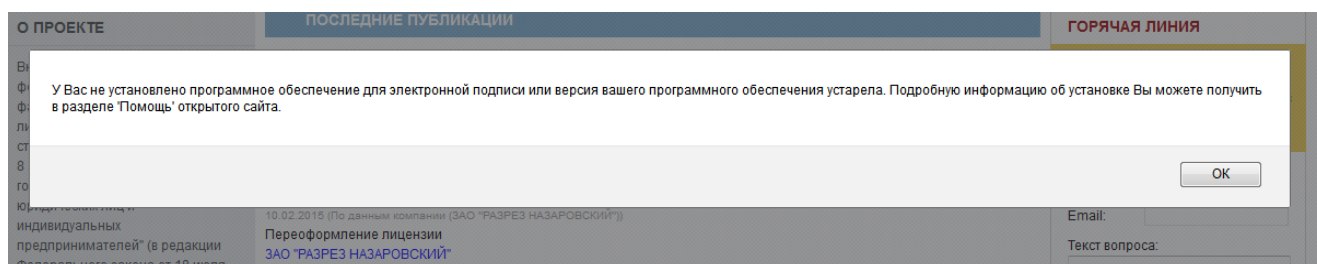 О ПРОЕКТЕ
ПОСЛЕДНИЕ ПУБЛИКАЦИИ
ГОРЯЧАЯ ЛИНИЯ
У Вас не установлено программное обеспечение для электронной подписи или версия вашего программного обеспечения устарела. Подробную информацию об установке Вы можете получить
в разделе 'Помощь' открытого сайта.
OK
8
10.02.2015 (По данным компании (ЗАО "РАЗРЕЗ НАЗАРОВСКИЙ"))
индивидуальных
Переоформление лицензии
Email:
предпринимателей" (в редакции
ЗАО "РАЗРЕЗ НАЗАРОВСКИЙ"
Текст вопроса: